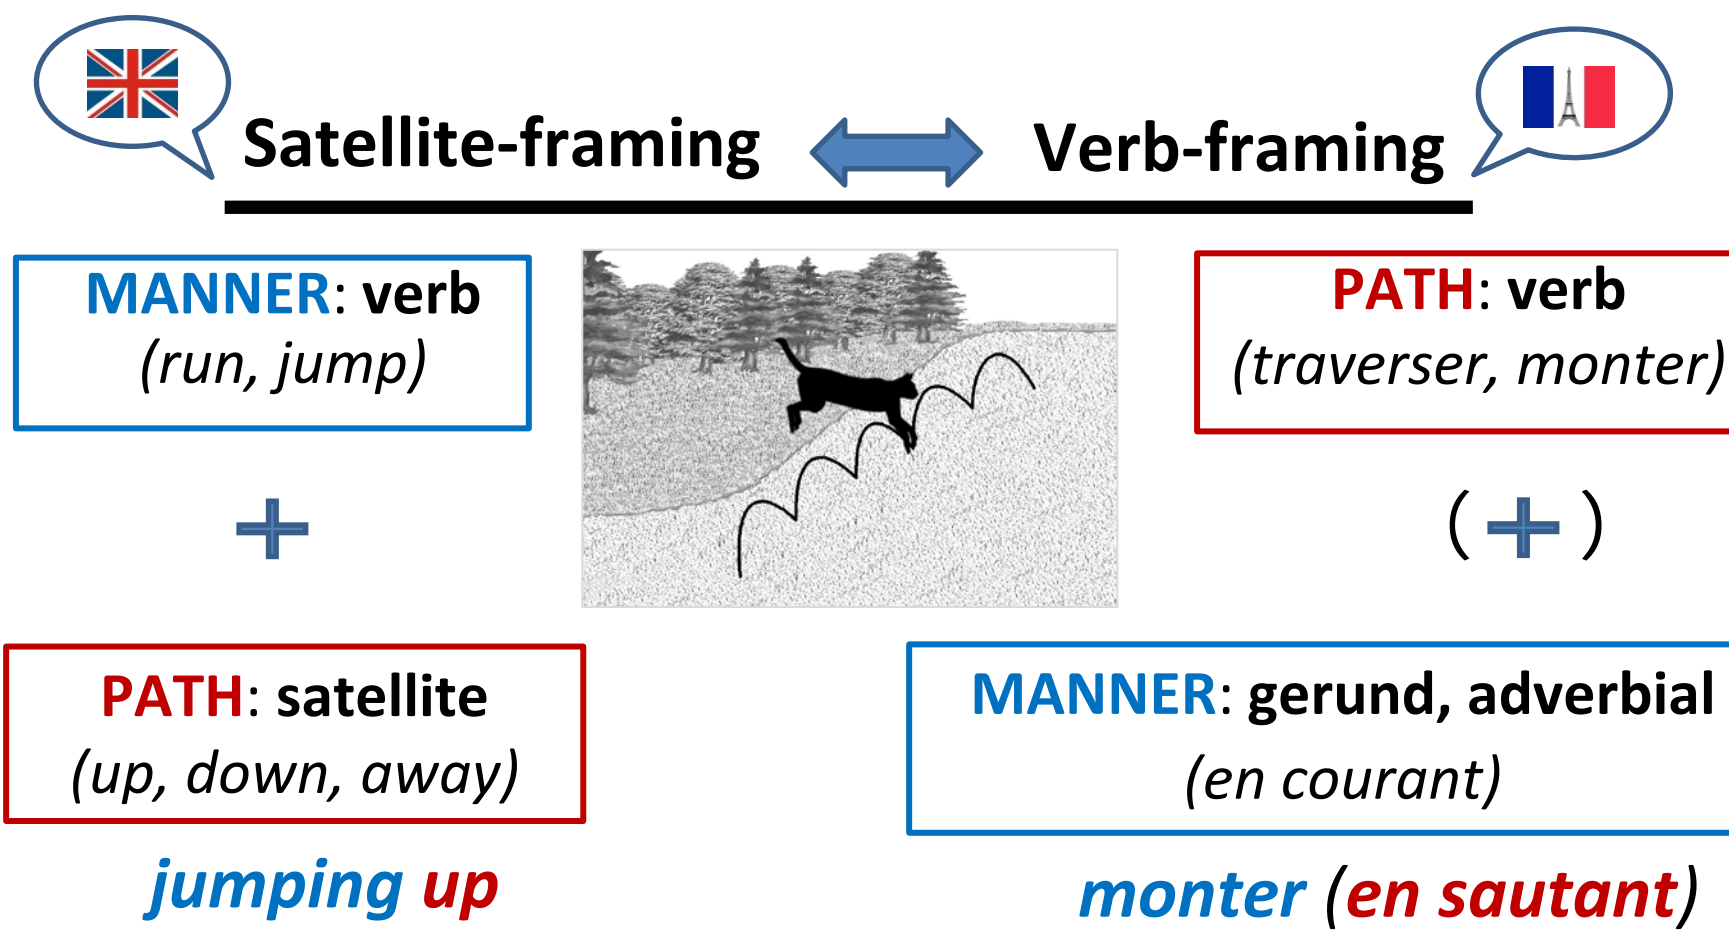 Satellite-framing
Verb-framing
MANNER: verb
(run, jump)
PATH: satellite
(up, down, away)
jumping up
PATH: verb
(traverser, monter)
( + )
MANNER: gerund, adverbial
(en courant)
monter (en sautant)